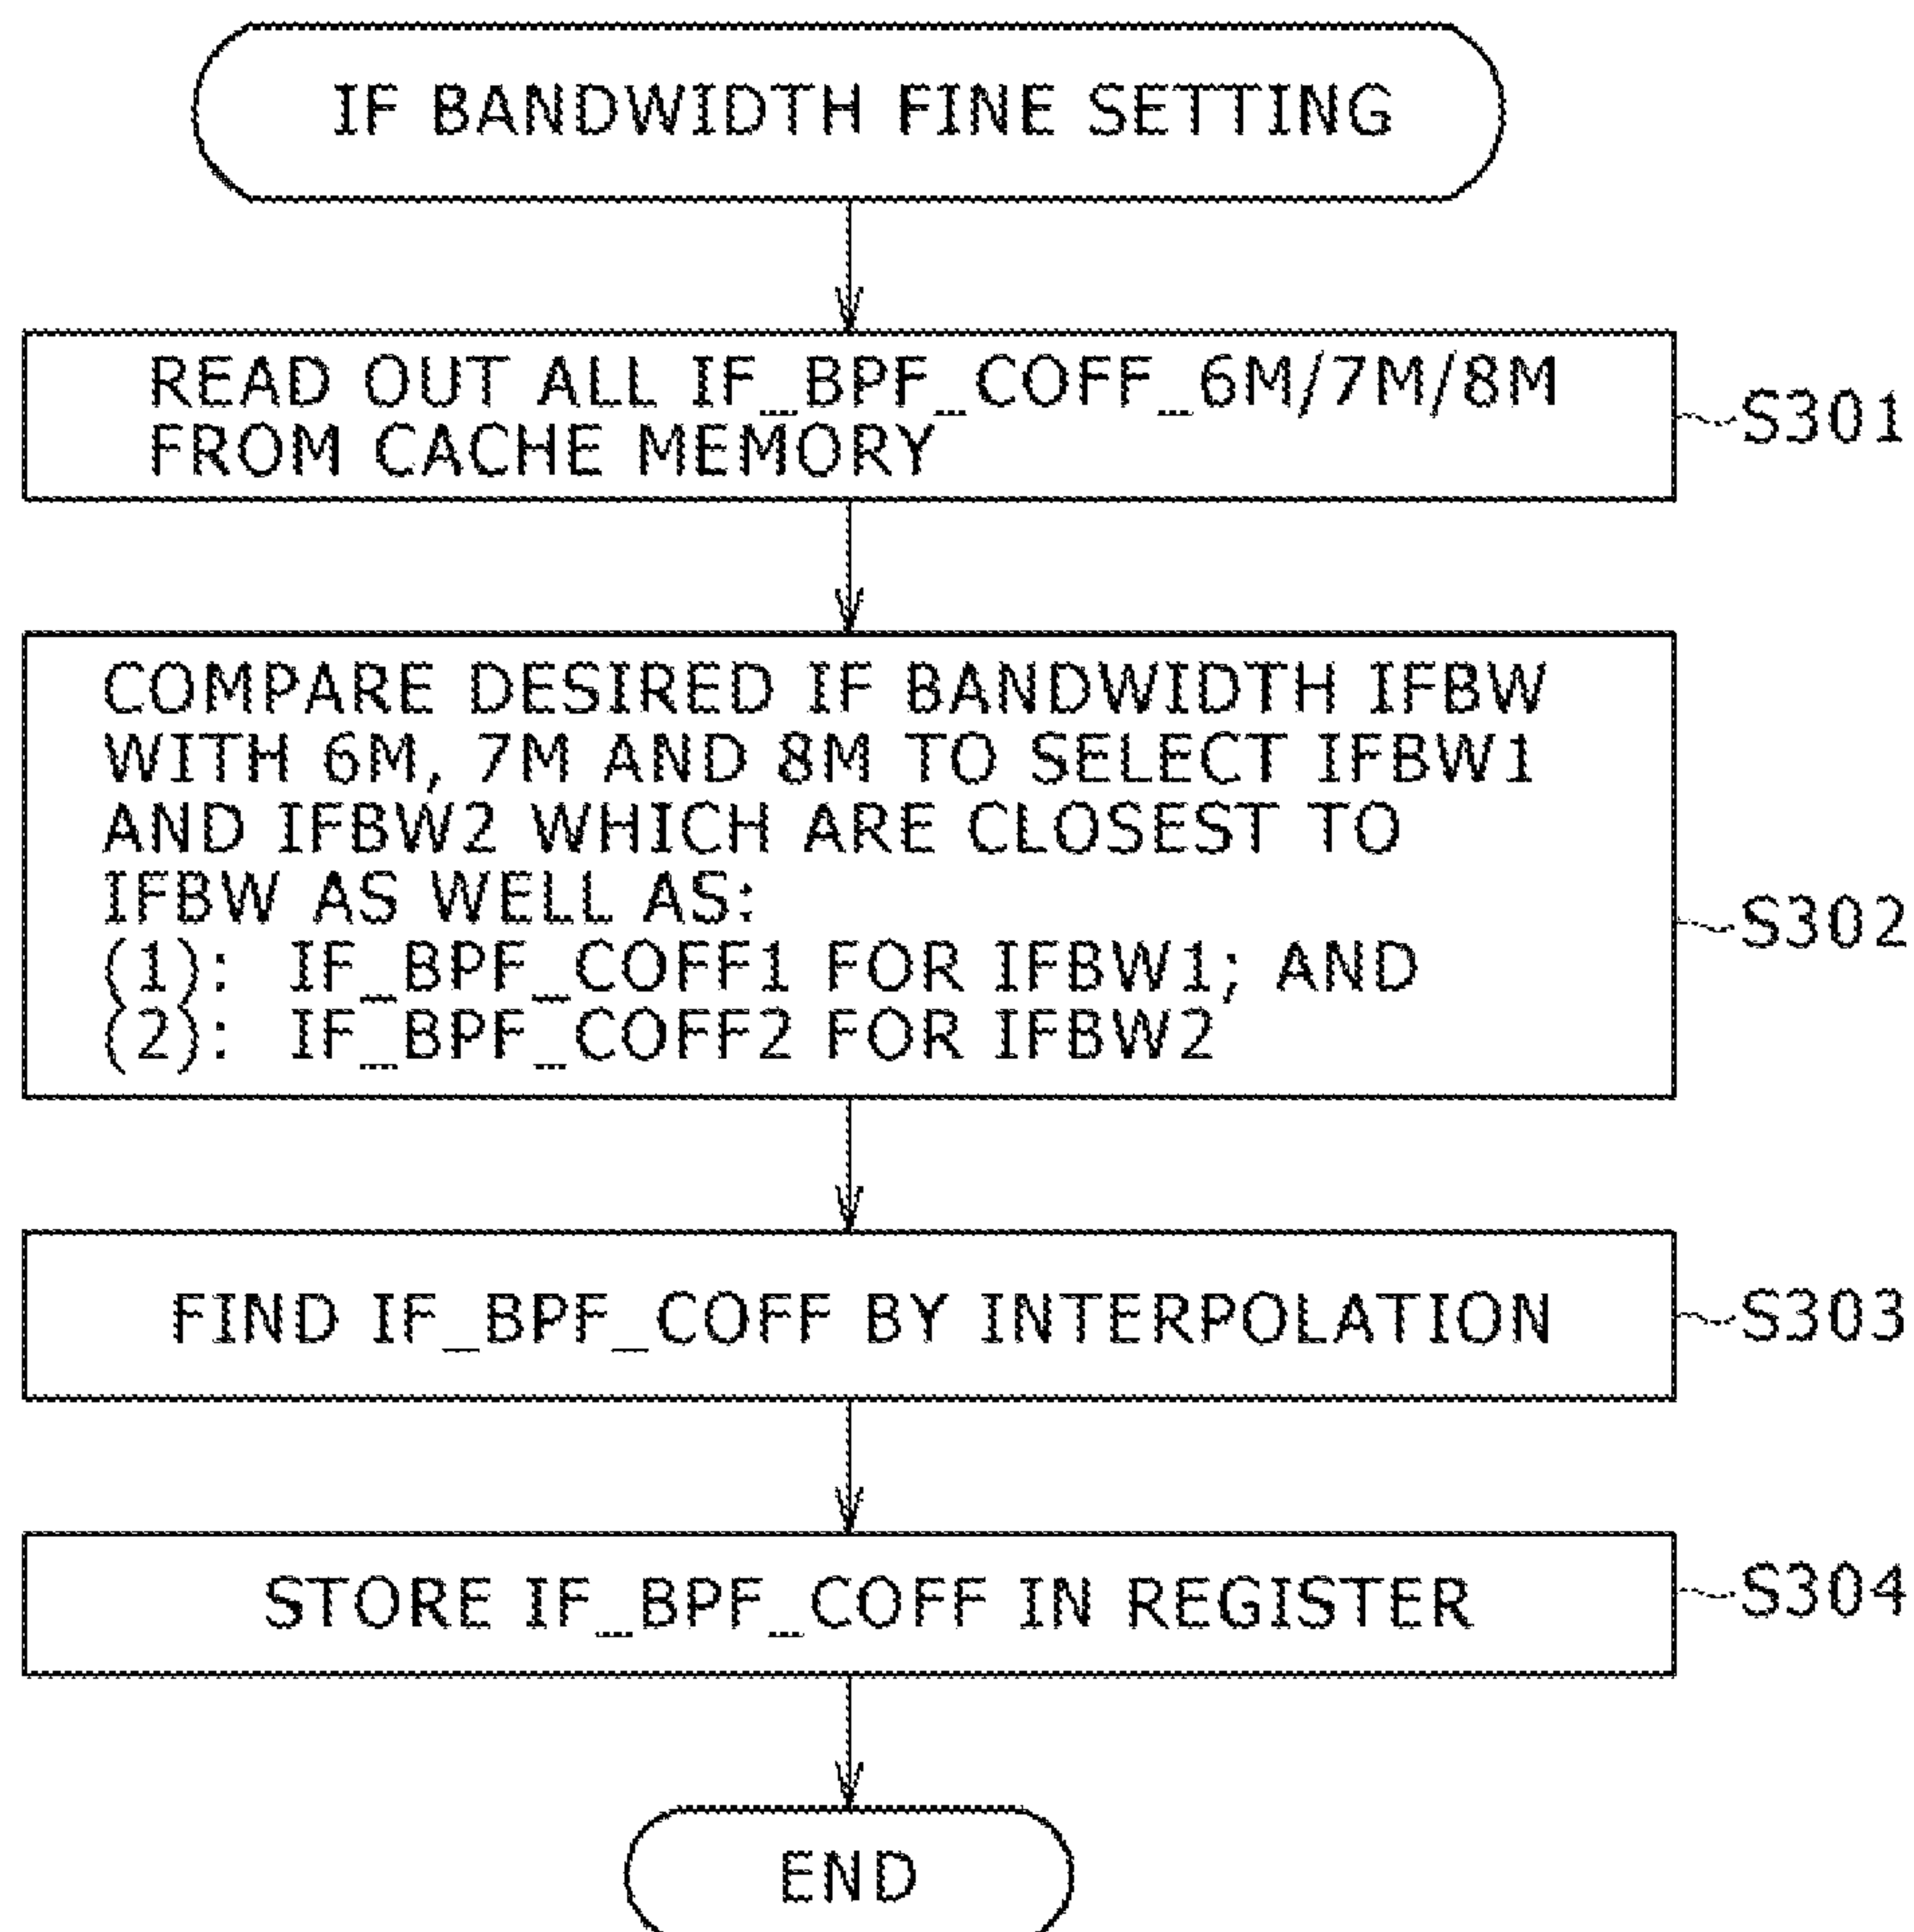 IF BANDWIDTH FINE SETTING
READ OUT ALL IF_BPF_COFF_6M/7M/8M
FROM CACHE MEMORY
S301
COMPARE DESIRED IF BANDWIDTH IFBW
WITH 6M, 7M AND 8M TO SELECT IFBW1
AND IFBW2 WHICH ARE CLOSEST TO
IFBW AS WELL AS:
(1): IF_BPF_COFF1 FOR IFBW1; AND
(2): IF_BPF_COFF2 FOR IFBW2
S302
FIND IF_BPF_COFF BY INTERPOLATION
S303
STORE IF_BPF_COFF IN REGISTER
S304
END